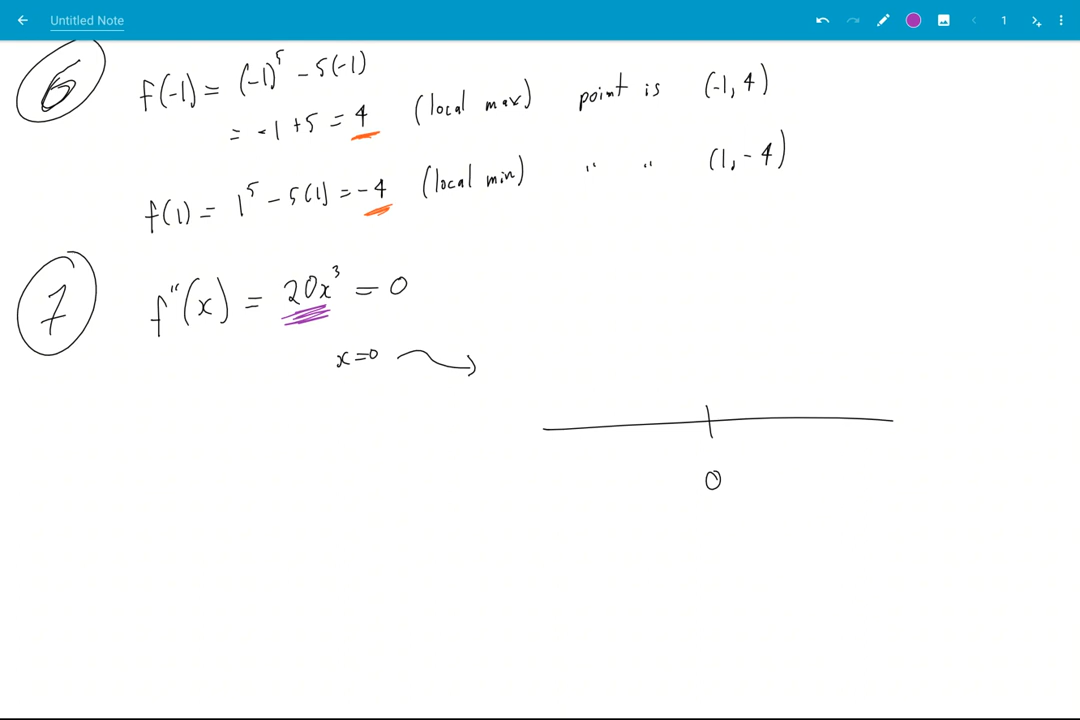 Untitled Note
1
6 f(-1) = (-1)^5 - 5(-1)
= -1 + 5 = 4 (local max) point is (-1, 4)
f(1) = 1^5 - 5(1) = -4 (local min) " " (1, -4)
7 f"(x) = 20x^3 = 0
x=0
0